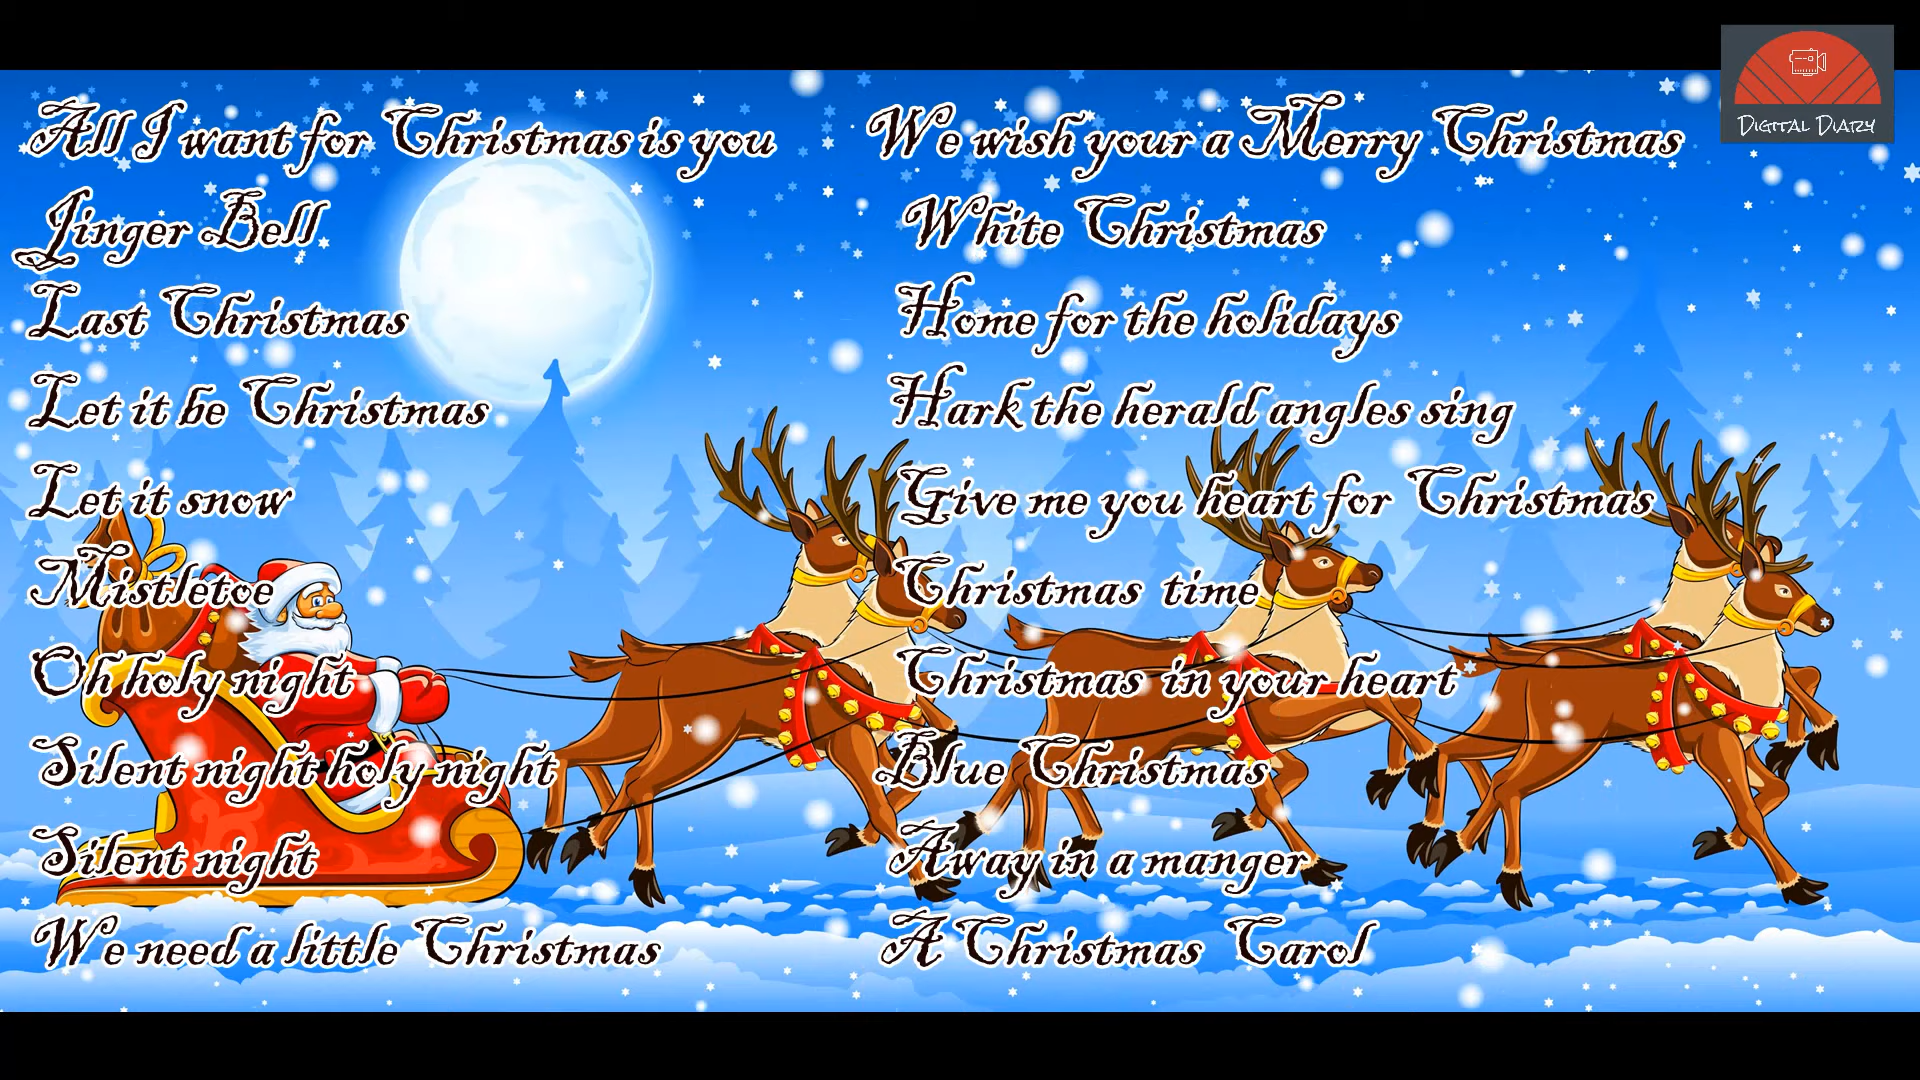 All I want for Christmas is you
Jinger Bell
Last Christmas
Let it be Christmas
Let it snow
Mistletoe
Oh holy night
Silent night holy night
Silent night
We need a little Christmas
We wish your a Merry Christmas
White Christmas
Home for the holidays
Hark the herald angles sing
Give me you heart for Christmas
Christmas time
Christmas in your heart
Blue Christmas
Away in a manger
A Christmas Carol
Digital Diary